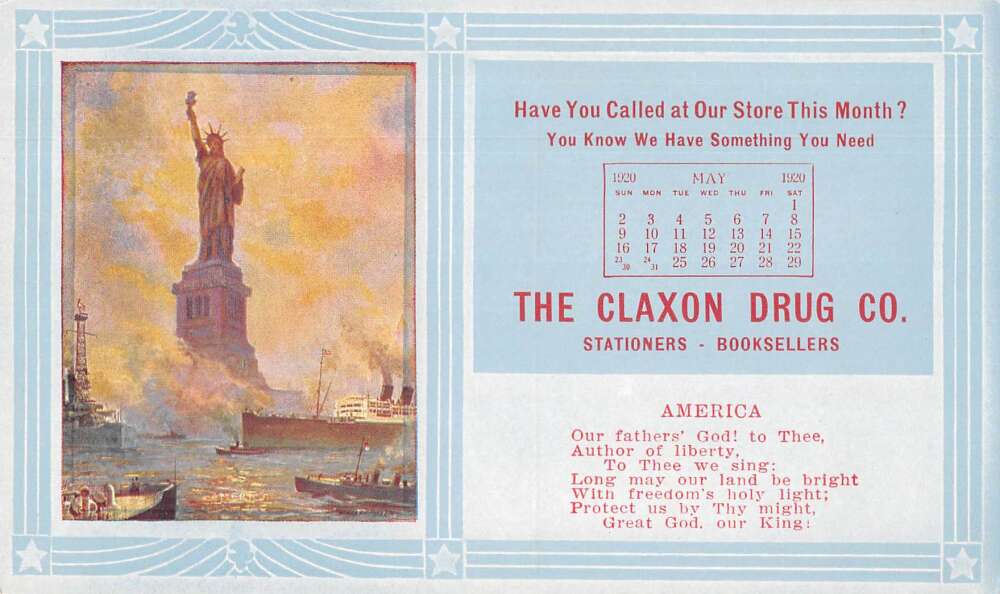 Have You Called at Our Store This Month?
You Know We Have Something You Need
1920 MAY 1920
SUN MON TUE WED THU FRI SAT
1
2 3 4 5 6 7 8
9 10 11 12 13 14 15
16 17 18 19 20 21 22
23/30 24/31 25 26 27 28 29
THE CLAXON DRUG CO.
STATIONERS - BOOKSELLERS
AMERICA
Our fathers' God! to Thee,
Author of liberty,
To Thee we sing:
Long may our land be bright
With freedom's holy light;
Protect us by Thy might,
Great God, our King!